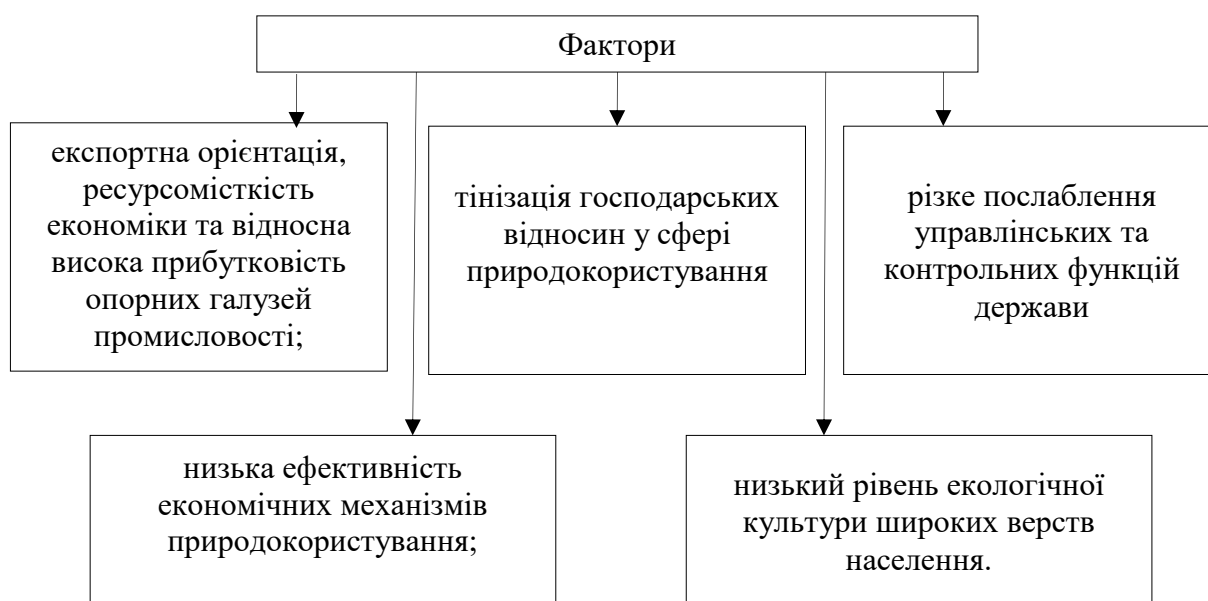 Фактори
експортна орієнтація,
ресурсомісткість
економіки та відносна
висока прибутковість
опорних галузей
промисловості;
тінізація господарських
відносин у сфері
природокористування
різке послаблення
управлінських та
контрольних функцій
держави
низька ефективність
економічних механізмів
природокористування;
низький рівень екологічної
культури широких верств
населення.